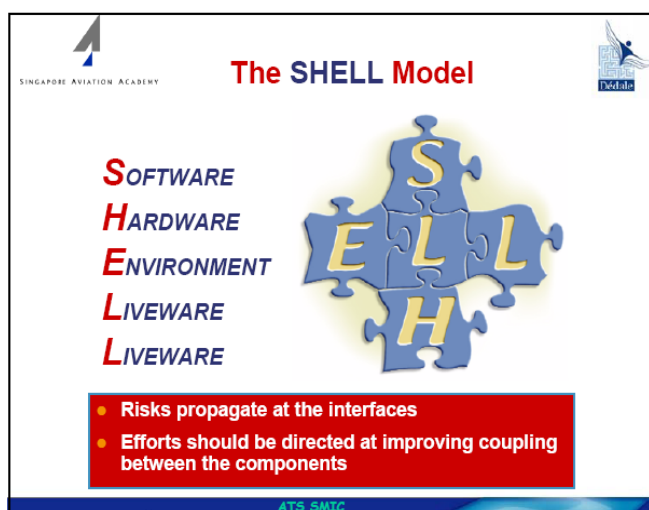 SINGAPORE AVIATION ACADEMY
The SHELL Model
Dédale
SOFTWARE
HARDWARE
ENVIRONMENT
LIVEWARE
LIVEWARE
S
E L L
H
• Risks propagate at the interfaces
• Efforts should be directed at improving coupling
between the components
ATS SMIC